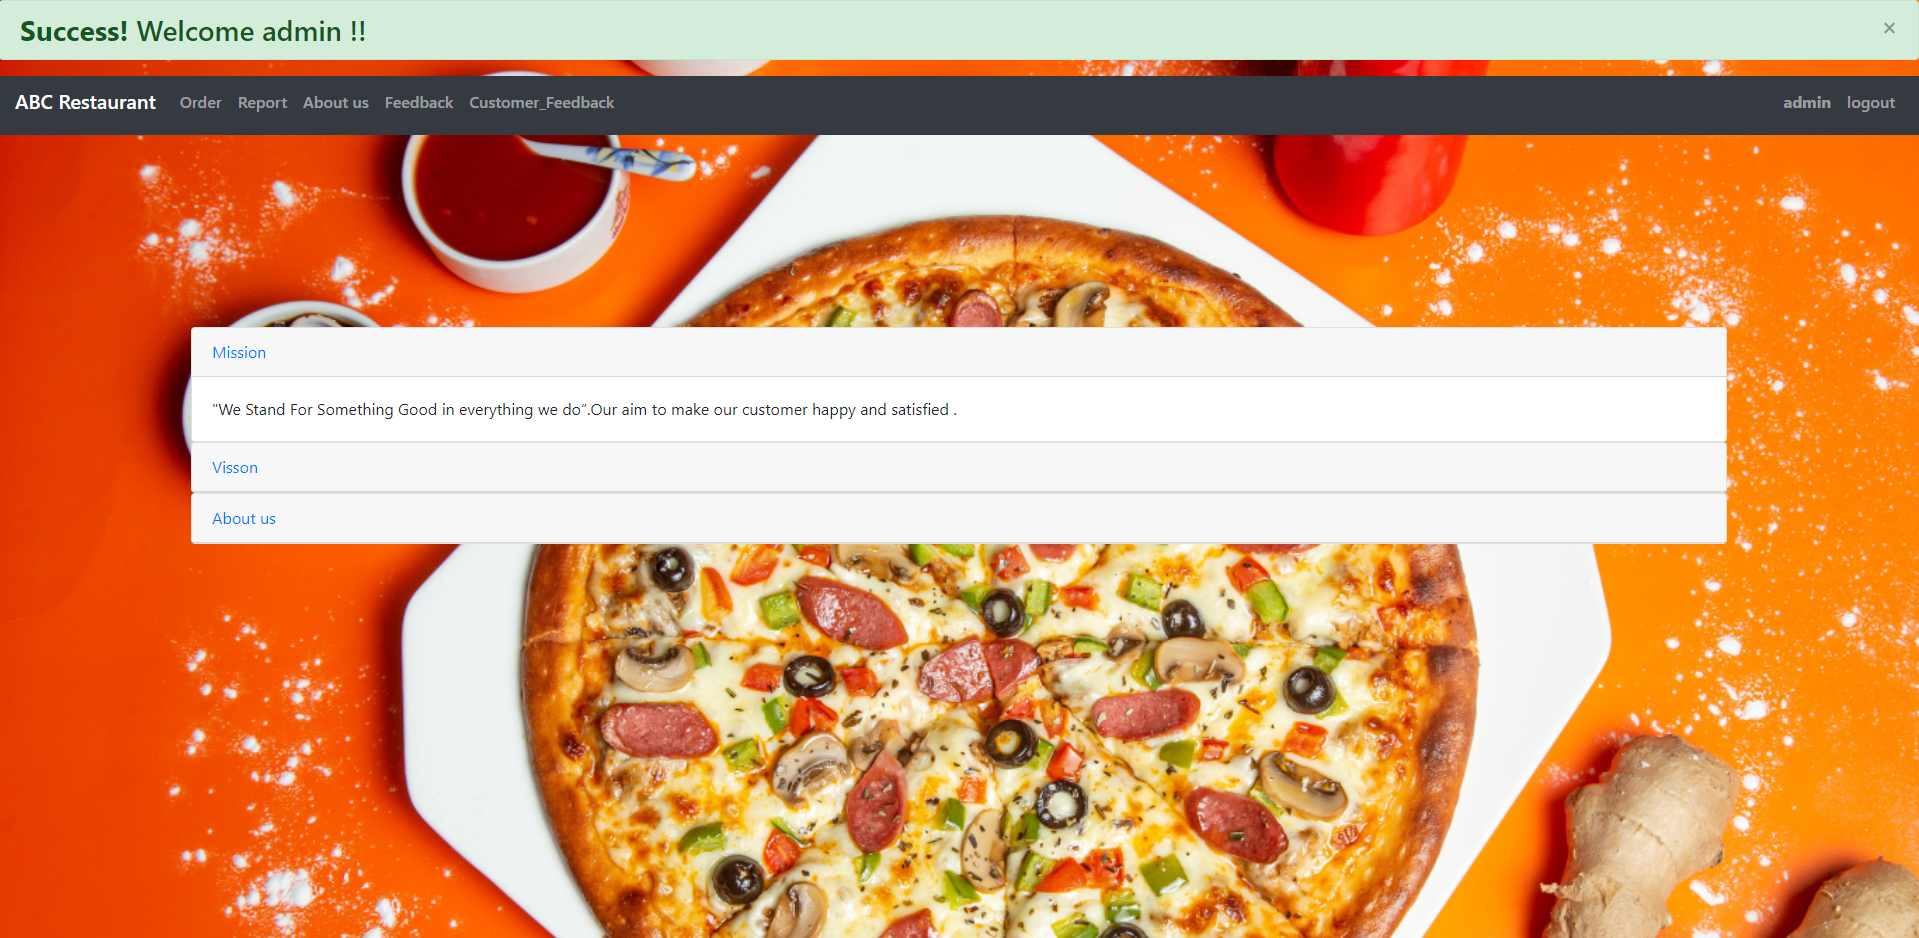 Success! Welcome admin !!
×
ABC Restaurant Order Report About us Feedback Customer_Feedback admin logout
Mission
"We Stand For Something Good in everything we do”.Our aim to make our customer happy and satisfied .
Visson
About us